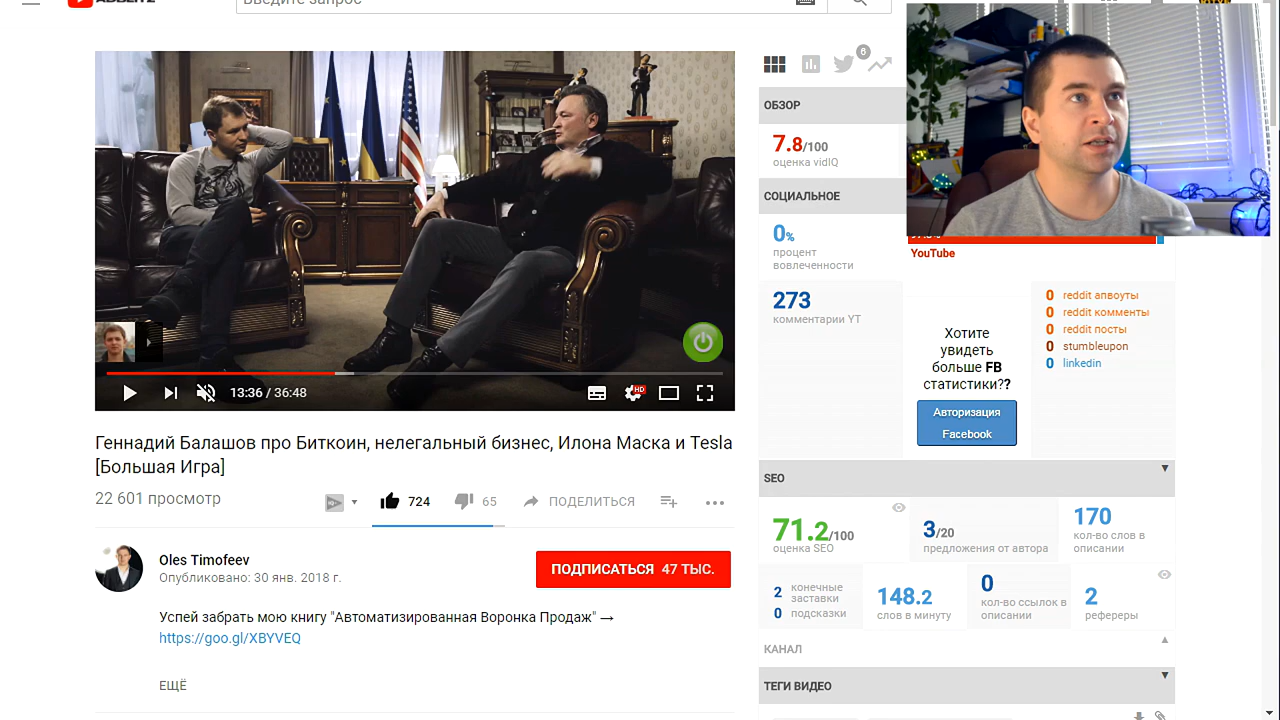 Введите запрос
6
ОБЗОР
7.8/100
оценка vidIQ
СОЦИАЛЬНОЕ
0%
процент
вовлеченности
YouTube
273
комментарии YT
Хотите
увидеть
больше FB
статистики??
Авторизация
Facebook
0 reddit апвоуты
0 reddit комменты
0 reddit посты
0 stumbleupon
0 linkedin
HD
13:36 / 36:48
Геннадий Балашов про Биткоин, нелегальный бизнес, Илона Маска и Tesla
[Большая Игра]
22 601 просмотр
724
65
ПОДЕЛИТЬСЯ
Oles Timofeev
Опубликовано: 30 янв. 2018 г.
ПОДПИСАТЬСЯ 47 ТЫС.
Успей забрать мою книгу "Автоматизированная Воронка Продаж" →
https://goo.gl/XBYVEQ
ЕЩЁ
SEO
71.2/100
оценка SEO
3/20
предложения от автора
170
кол-во слов в
описании
2 конечные
заставки
0 подсказки
148.2
слов в минуту
0
кол-во ссылок в
описании
2
рефереры
КАНАЛ
ТЕГИ ВИДЕО